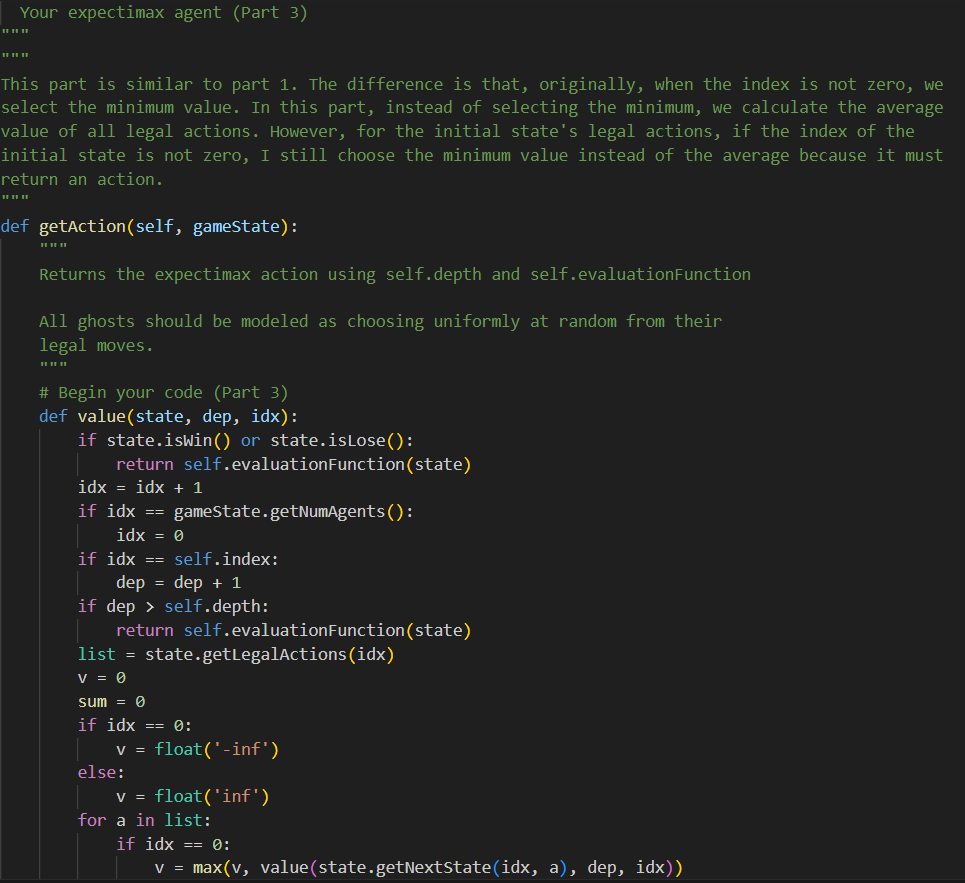 Your expectimax agent (Part 3)
"""
"""
This part is similar to part 1. The difference is that, originally, when the index is not zero, we
select the minimum value. In this part, instead of selecting the minimum, we calculate the average
value of all legal actions. However, for the initial state's legal actions, if the index of the
initial state is not zero, I still choose the minimum value instead of the average because it must
return an action.
"""
def getAction(self, gameState):
    """
    Returns the expectimax action using self.depth and self.evaluationFunction

    All ghosts should be modeled as choosing uniformly at random from their
    legal moves.
    """
    # Begin your code (Part 3)
    def value(state, dep, idx):
        if state.isWin() or state.isLose():
            return self.evaluationFunction(state)
        idx = idx + 1
        if idx == gameState.getNumAgents():
            idx = 0
        if idx == self.index:
            dep = dep + 1
        if dep > self.depth:
            return self.evaluationFunction(state)
        list = state.getLegalActions(idx)
        v = 0
        sum = 0
        if idx == 0:
            v = float('-inf')
        else:
            v = float('inf')
        for a in list:
            if idx == 0:
                v = max(v, value(state.getNextState(idx, a), dep, idx))